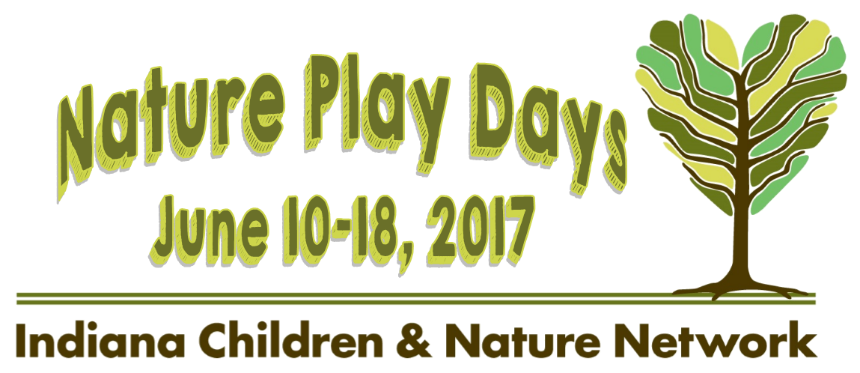 Nature Play Days
June 10-18, 2017
Indiana Children & Nature Network